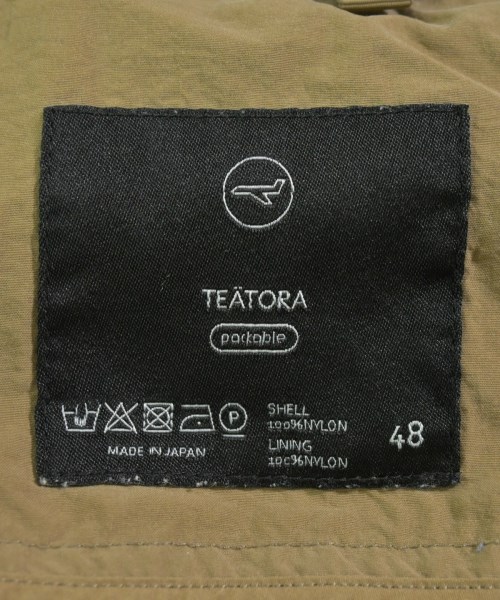 TEÄTORA
packable
P
SHELL
100%NYLON
LINING
100%NYLON
48
MADE IN JAPAN